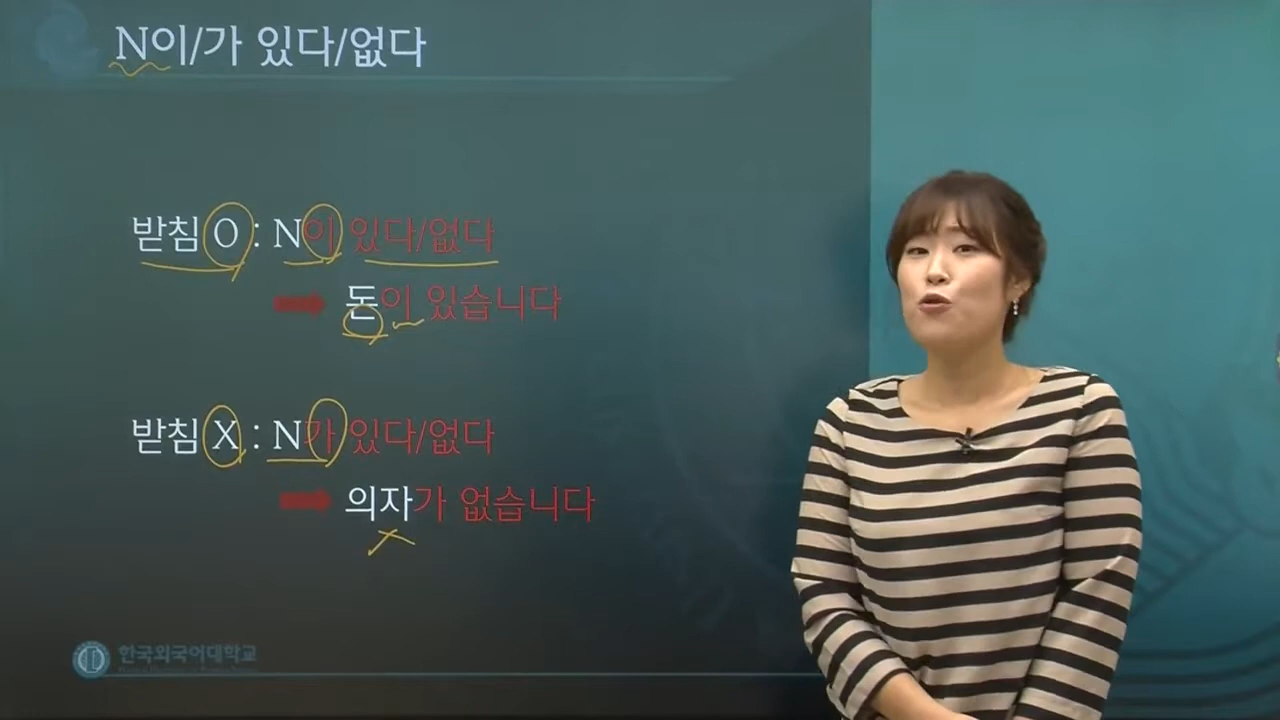 N이/가 있다/없다
받침 O : N이 있다/없다
돈이 있습니다
받침 X : N가 있다/없다
의자가 없습니다
한국외국어대학교